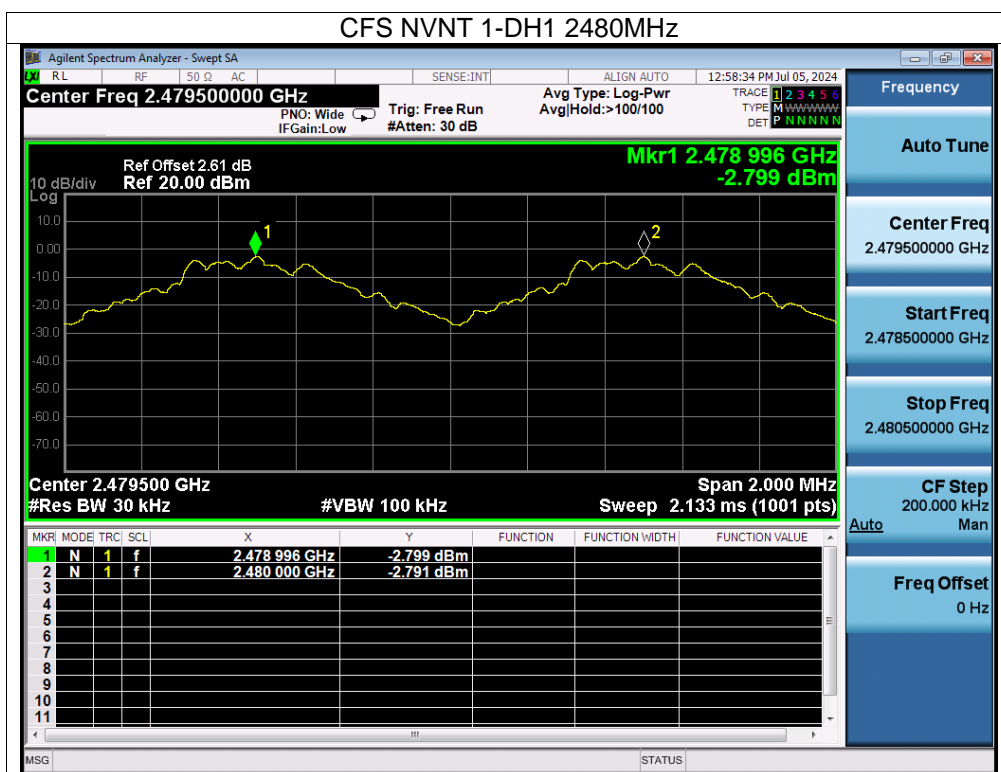 CFS NVNT 1-DH1 2480MHz
Agilent Spectrum Analyzer - Swept SA
LXI RL RF 50 Ω AC SENSE:INT ALIGN AUTO 12:58:34 PM Jul 05, 2024
Center Freq 2.479500000 GHz
PNO: Wide
IFGain:Low
Trig: Free Run
#Atten: 30 dB
Avg Type: Log-Pwr
Avg|Hold:>100/100
TRACE 1 2 3 4 5 6
TYPE M WWWWW
DET P N N N N N
Ref Offset 2.61 dB
Ref 20.00 dBm
10 dB/div
Log
Mkr1 2.478 996 GHz
-2.799 dBm
10.0
0.00
-10.0
-20.0
-30.0
-40.0
-50.0
-60.0
-70.0
1
2
Center 2.479500 GHz
Span 2.000 MHz
#Res BW 30 kHz
#VBW 100 kHz
Sweep 2.133 ms (1001 pts)
MKR MODE TRC SCL X Y FUNCTION FUNCTION WIDTH FUNCTION VALUE
1 N 1 f 2.478 996 GHz -2.799 dBm
2 N 1 f 2.480 000 GHz -2.791 dBm
3
4
5
6
7
8
9
10
11
MSG
STATUS
Frequency
Auto Tune
Center Freq
2.479500000 GHz
Start Freq
2.478500000 GHz
Stop Freq
2.480500000 GHz
CF Step
200.000 kHz
Auto Man
Freq Offset
0 Hz